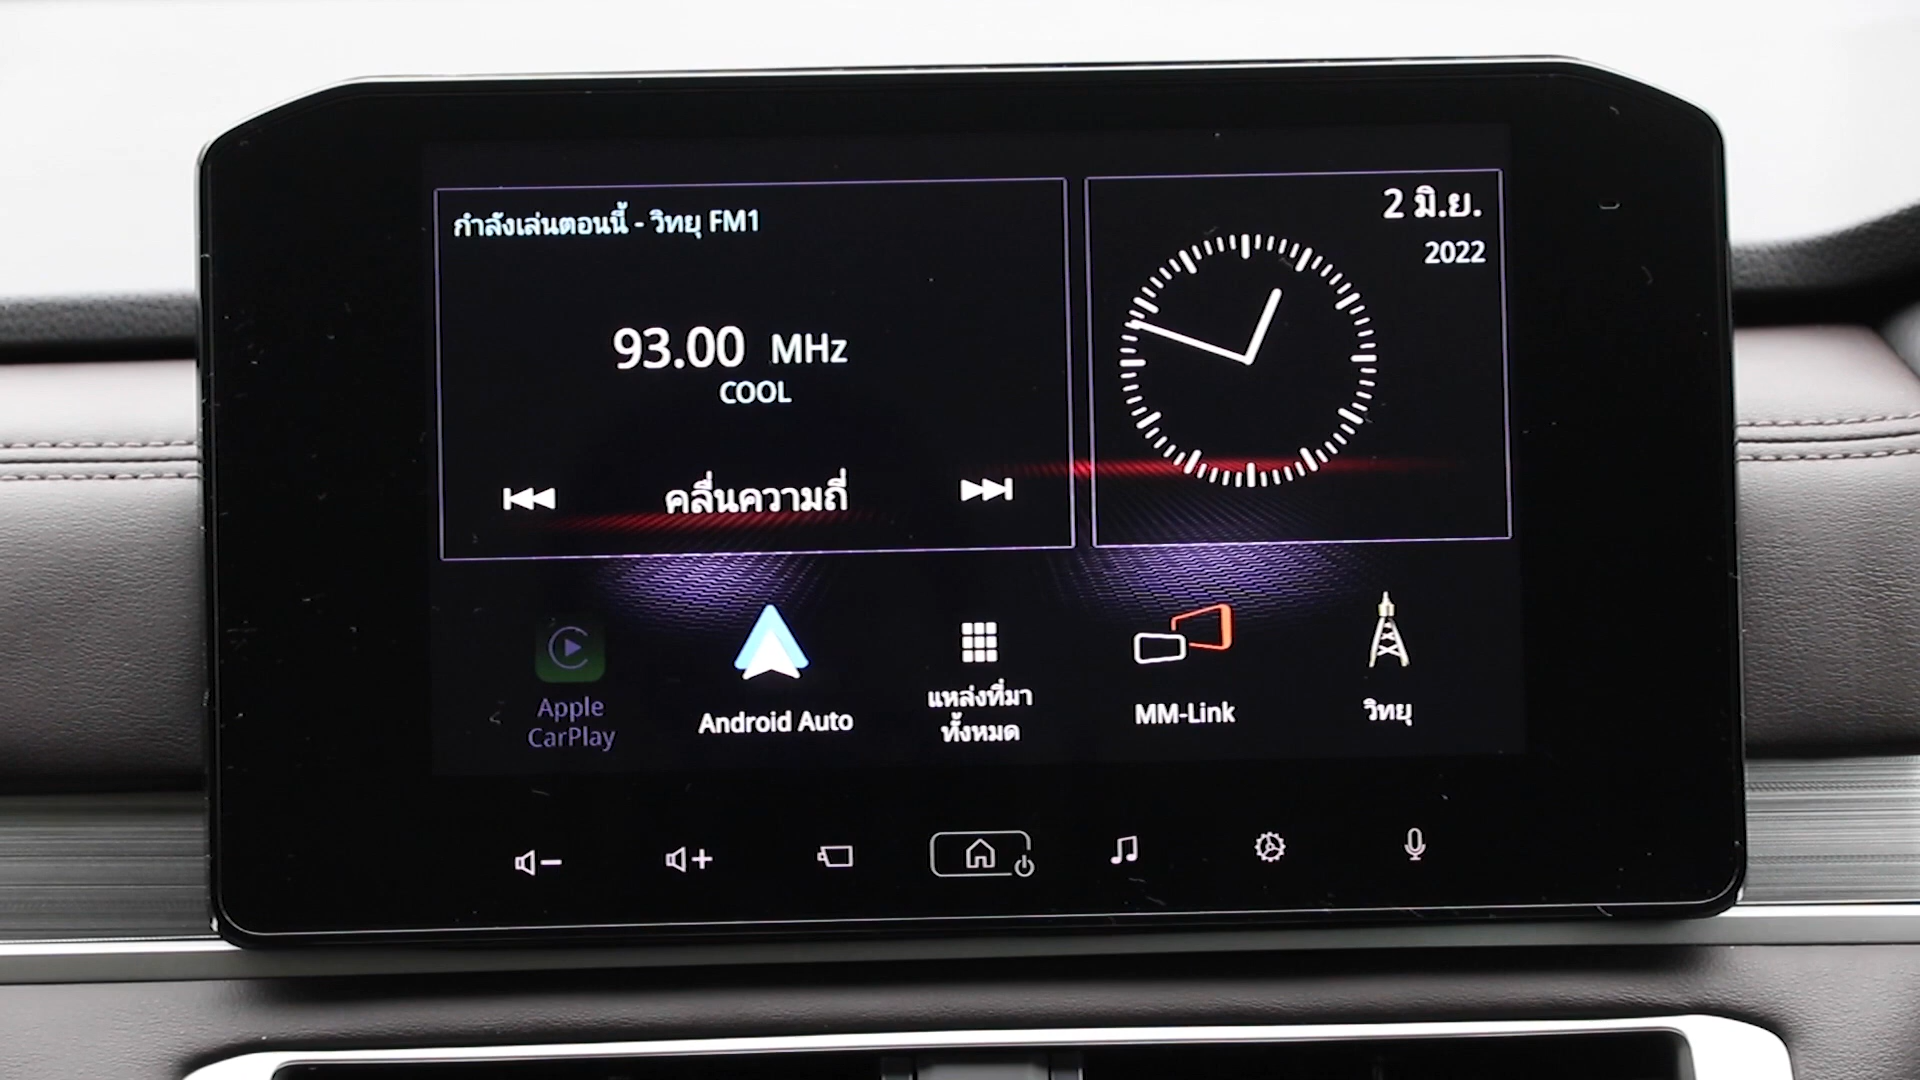 กำลังเล่นตอนนี้ - วิทยุ FM1
93.00 MHz
COOL
คลื่นความถี่
2 มิ.ย.
2022
Apple
CarPlay
Android Auto
แหล่งที่มา
ทั้งหมด
MM-Link
วิทยุ